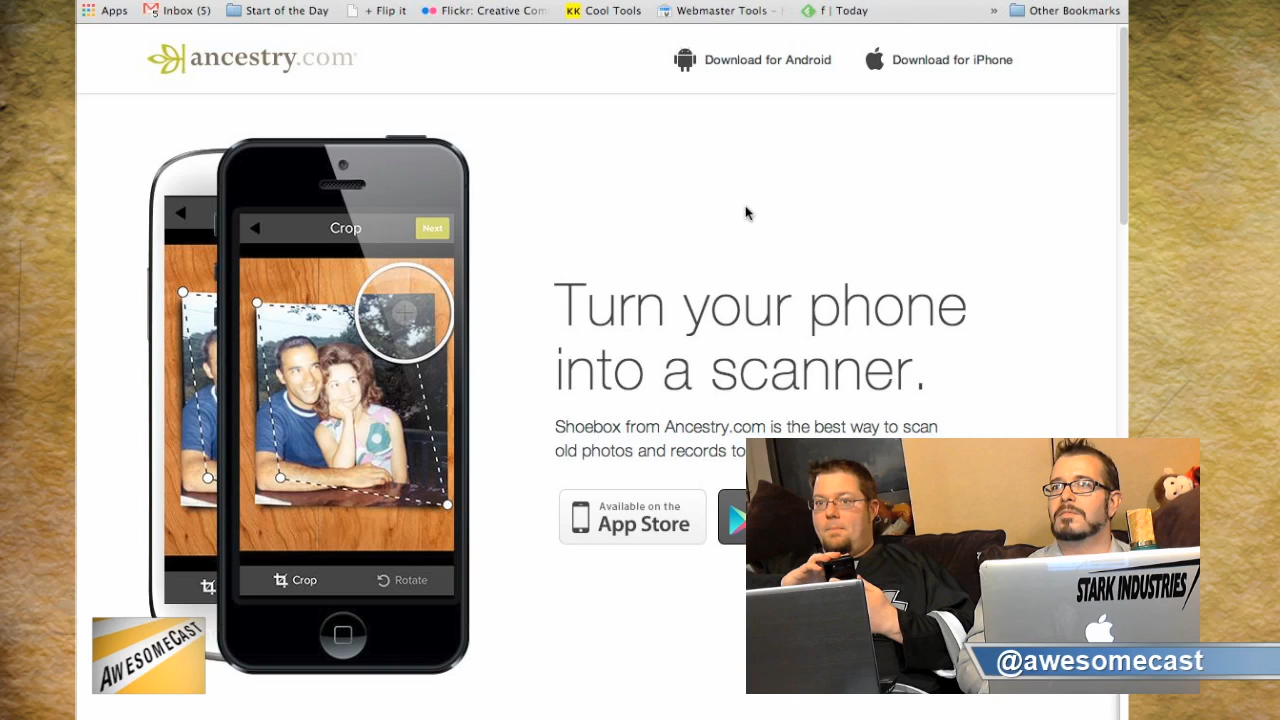 Apps
Inbox (5)
Start of the Day
+ Flip it
Flickr: Creative Com
KK Cool Tools
Webmaster Tools -
f | Today
»
Other Bookmarks
ancestry.com
Download for Android
Download for iPhone
Crop
Next
Crop
Rotate
Turn your phone
into a scanner.
Shoebox from Ancestry.com is the best way to scan
old photos and records to
Available on the
App Store
AWESOMECAST
STARK INDUSTRIES
@awesomecast